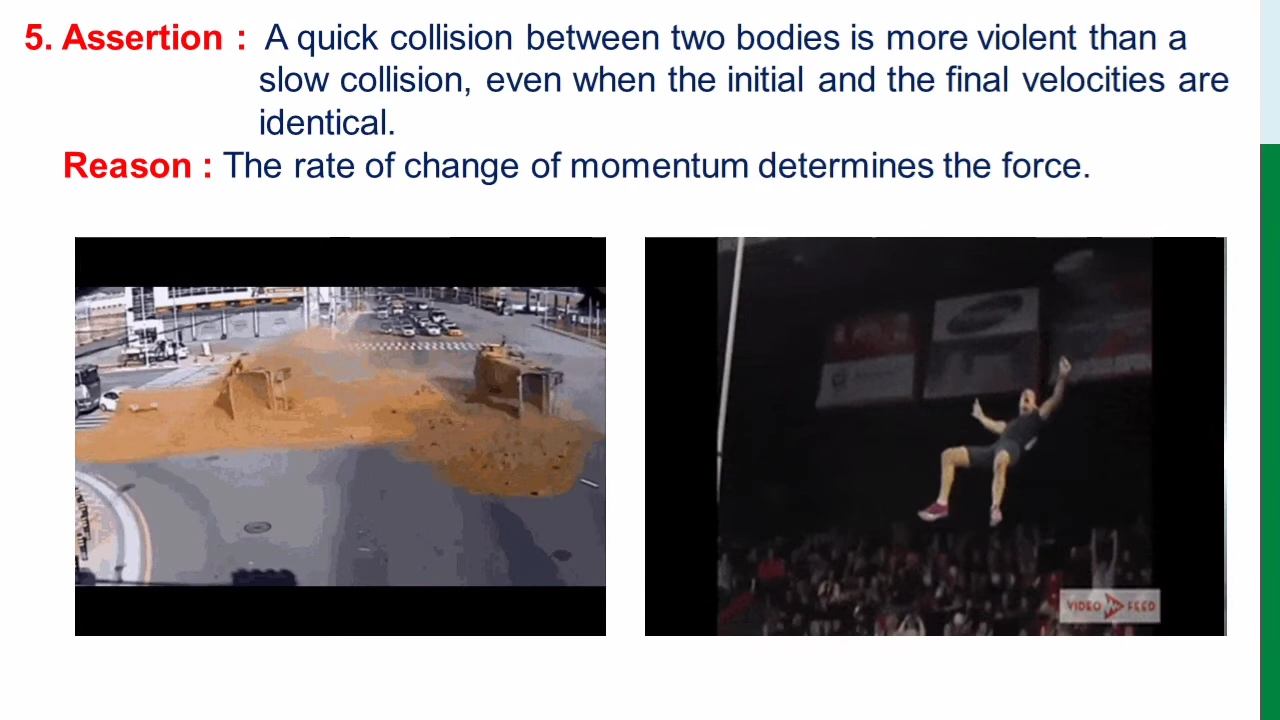 5. Assertion : A quick collision between two bodies is more violent than a
slow collision, even when the initial and the final velocities are
identical.
Reason : The rate of change of momentum determines the force.
VIDEO FEED